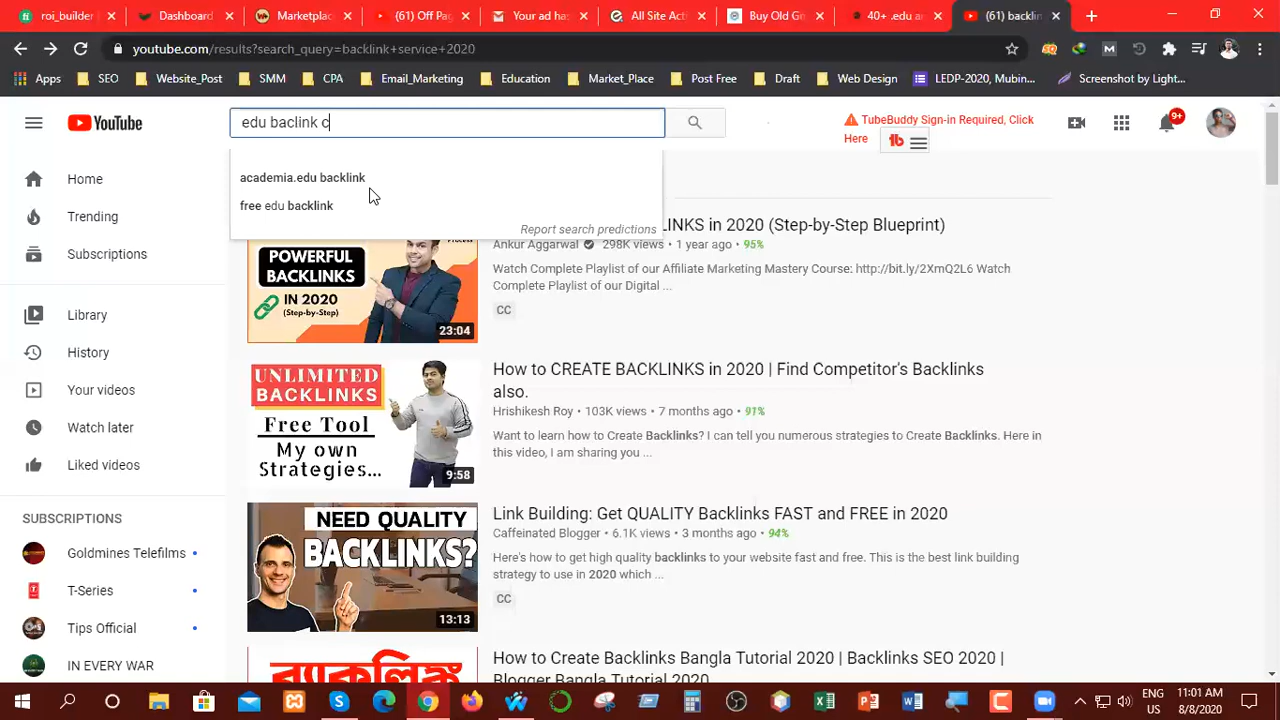 roi_builder
Dashboard
Marketplac
(61) Off Pag
Your ad has
All Site Act
Buy Old Gm
40+ .edu an
(61) backlin
youtube.com/results?search_query=backlink+service+2020
Apps
SEO
Website_Post
SMM
CPA
Email_Marketing
Education
Market_Place
Post Free
Draft
Web Design
LEDP-2020, Mubin...
Screenshot by Light...
YouTube
edu baclink c
TubeBuddy Sign-in Required, Click
Here
9+
academia.edu backlink
free edu backlink
Report search predictions
Home
Trending
Subscriptions
Library
History
Your videos
Watch later
Liked videos
SUBSCRIPTIONS
Goldmines Telefilms
T-Series
Tips Official
IN EVERY WAR
POWERFUL
BACKLINKS
IN 2020
(Step-by-Step)
23:04
LINKS in 2020 (Step-by-Step Blueprint)
Ankur Aggarwal 298K views • 1 year ago • 95%
Watch Complete Playlist of our Affiliate Marketing Mastery Course: http://bit.ly/2XmQ2L6 Watch
Complete Playlist of our Digital ...
CC
UNLIMITED
BACKLINKS
Free Tool
My own
Strategies...
9:58
How to CREATE BACKLINKS in 2020 | Find Competitor's Backlinks
also.
Hrishikesh Roy • 103K views • 7 months ago • 91%
Want to learn how to Create Backlinks? I can tell you numerous strategies to Create Backlinks. Here in
this video, I am sharing you ...
NEED QUALITY
BACKLINKS?
13:13
Link Building: Get QUALITY Backlinks FAST and FREE in 2020
Caffeinated Blogger • 6.1K views • 3 months ago • 94%
Here's how to get high quality backlinks to your website fast and free. This is the best link building
strategy to use in 2020 which ...
CC
ব্যাকলিংক
How to Create Backlinks Bangla Tutorial 2020 | Backlinks SEO 2020 |
Blogger Bangla Tutorial 2020
ENG
US
11:01 AM
8/8/2020